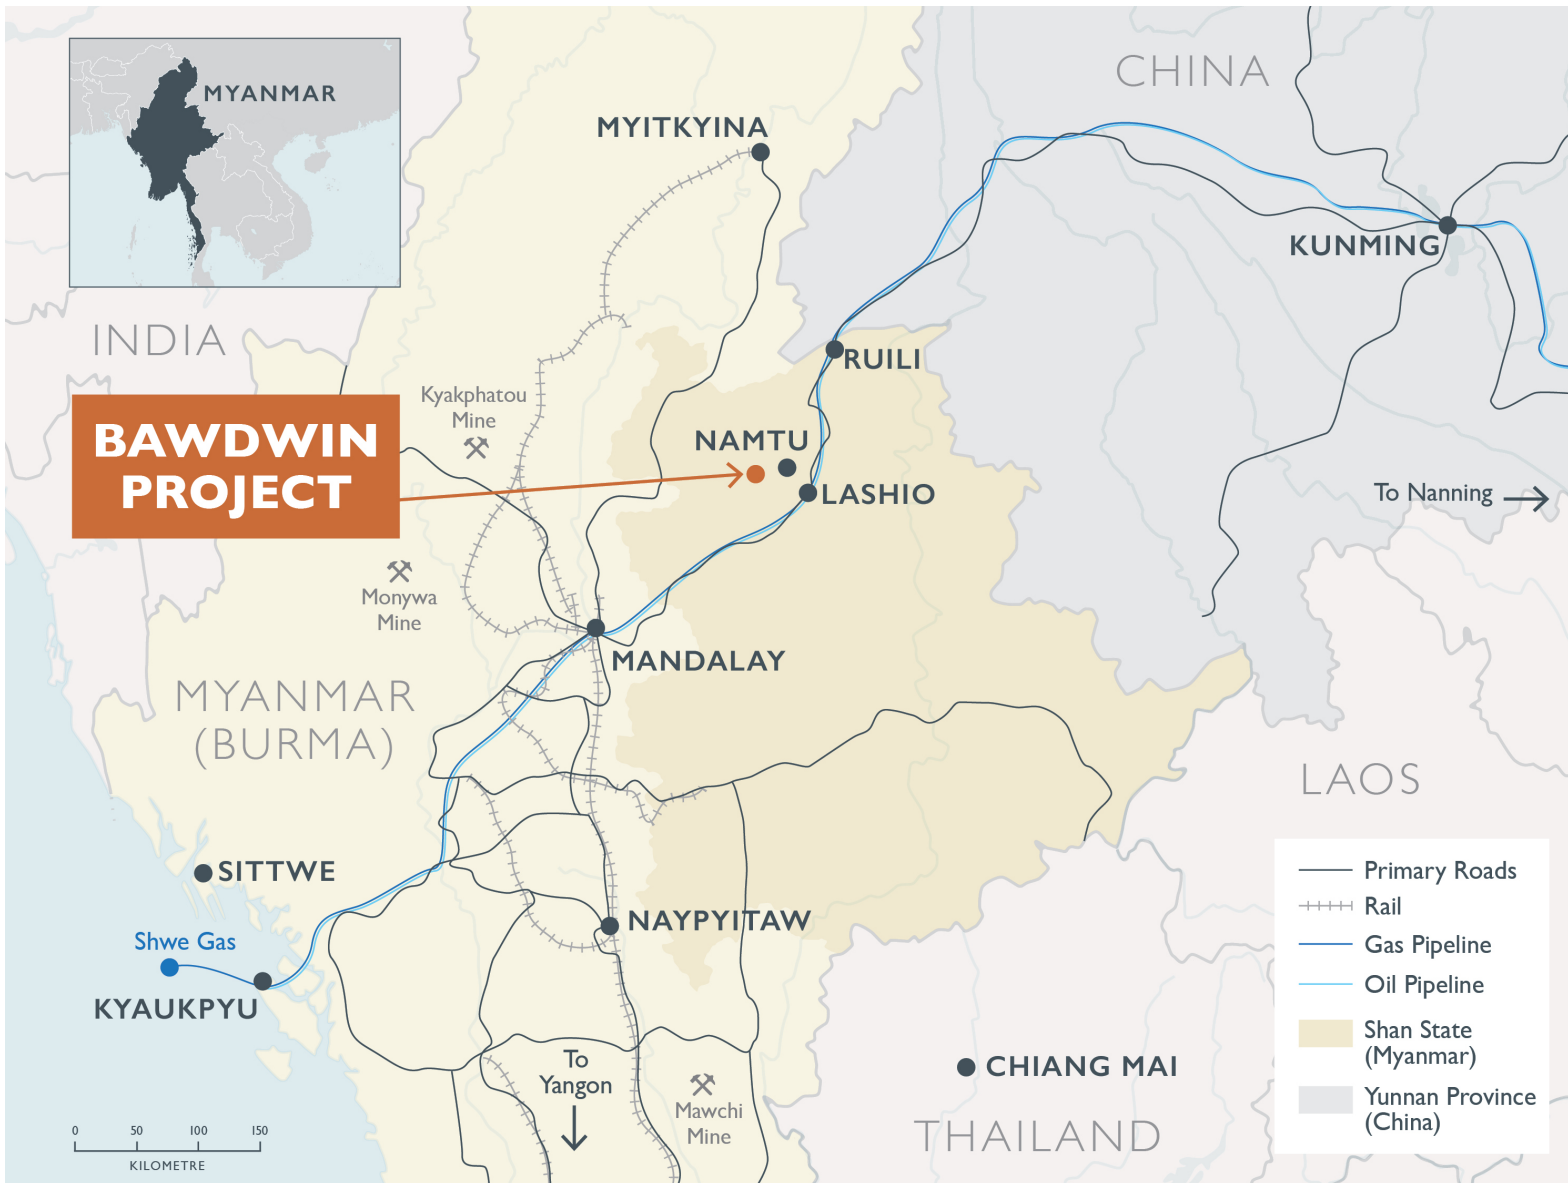 MYANMAR
CHINA
MYITKYINA
KUNMING
INDIA
RUILI
Kyakphatou
Mine
BAWDWIN
PROJECT
NAMTU
LASHIO
To Nanning
Monywa
Mine
MANDALAY
MYANMAR
(BURMA)
LAOS
SITTWE
NAYPYITAW
Shwe Gas
KYAUKPYU
To
Yangon
CHIANG MAI
Mawchi
Mine
THAILAND
Primary Roads
Rail
Gas Pipeline
Oil Pipeline
Shan State
(Myanmar)
Yunnan Province
(China)
0 50 100 150
KILOMETRE